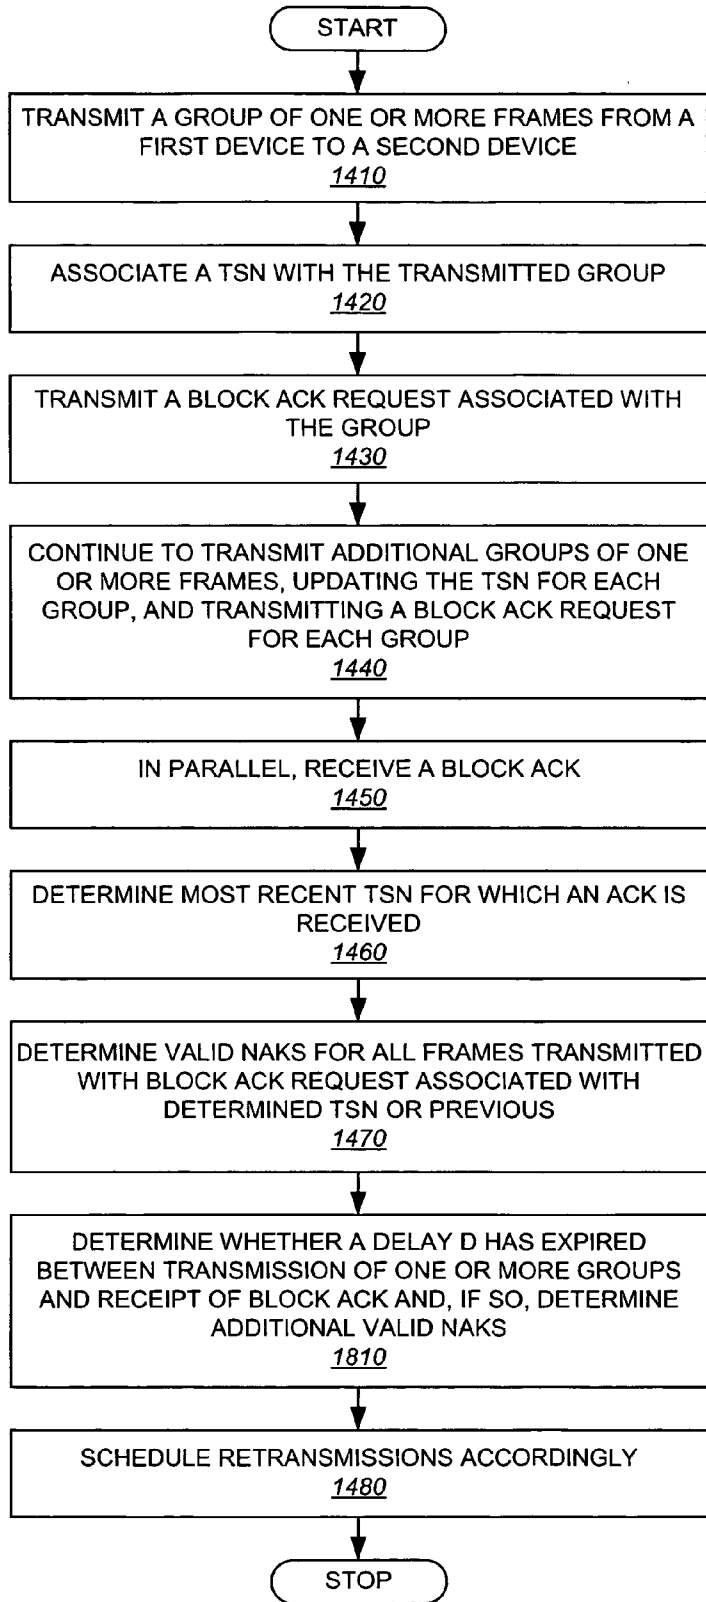 START
TRANSMIT A GROUP OF ONE OR MORE FRAMES FROM A
FIRST DEVICE TO A SECOND DEVICE
1410
ASSOCIATE A TSN WITH THE TRANSMITTED GROUP
1420
TRANSMIT A BLOCK ACK REQUEST ASSOCIATED WITH
THE GROUP
1430
CONTINUE TO TRANSMIT ADDITIONAL GROUPS OF ONE
OR MORE FRAMES, UPDATING THE TSN FOR EACH
GROUP, AND TRANSMITTING A BLOCK ACK REQUEST
FOR EACH GROUP
1440
IN PARALLEL, RECEIVE A BLOCK ACK
1450
DETERMINE MOST RECENT TSN FOR WHICH AN ACK IS
RECEIVED
1460
DETERMINE VALID NAKS FOR ALL FRAMES TRANSMITTED
WITH BLOCK ACK REQUEST ASSOCIATED WITH
DETERMINED TSN OR PREVIOUS
1470
DETERMINE WHETHER A DELAY D HAS EXPIRED
BETWEEN TRANSMISSION OF ONE OR MORE GROUPS
AND RECEIPT OF BLOCK ACK AND, IF SO, DETERMINE
ADDITIONAL VALID NAKS
1810
SCHEDULE RETRANSMISSIONS ACCORDINGLY
1480
STOP